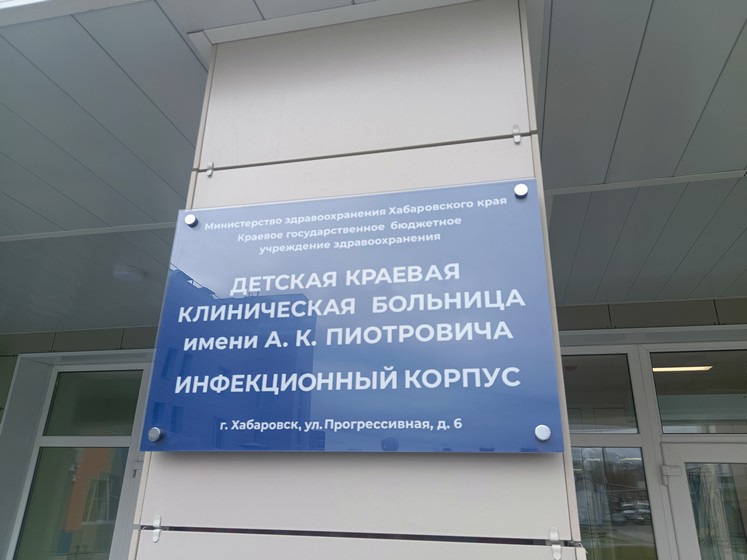 Министерство здравоохранения Хабаровского края
Краевое государственное бюджетное
учреждение здравоохранения
ДЕТСКАЯ КРАЕВАЯ
КЛИНИЧЕСКАЯ БОЛЬНИЦА
имени А. К. ПИОТРОВИЧА
ИНФЕКЦИОННЫЙ КОРПУС
г. Хабаровск, ул. Прогрессивная, д. 6